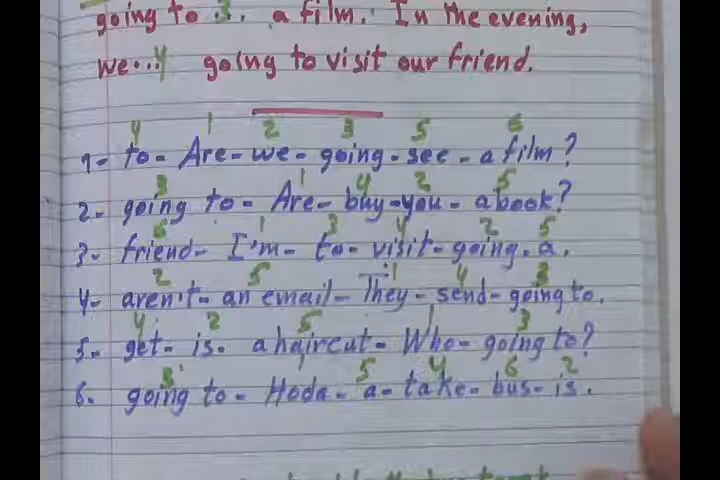 going to .3. a film. In the evening,
we...4 going to visit our friend.
4 1 2 3 5 6
1- to- Are- we- going- see- a film?
3 1 4 2 5
2- going to- Are- buy- you- a book?
6 1 3 4 2 5
3- friend- I'm- to- visit- going- a.
2 5 1 4 3
4- aren't- an email- They- send- going to.
4 2 5 1 3
5- get- is- a haircut- Who- going to?
3 5 4 6 2
6- going to- Hoda- a- take- bus- is.